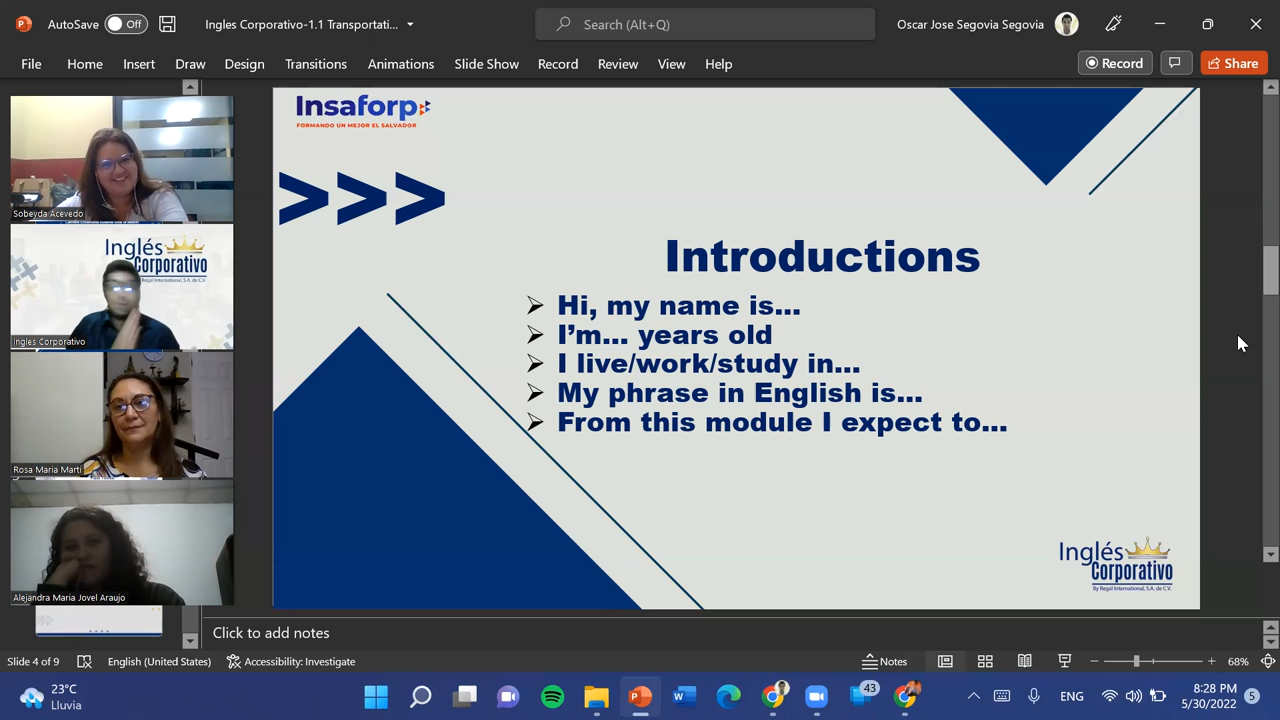 AutoSave Off
Ingles Corporativo-1.1 Transportati...
Search (Alt+Q)
Oscar Jose Segovia Segovia
File Home Insert Draw Design Transitions Animations Slide Show Record Review View Help
Record
Share
Sobeyda Acevedo
Inglés
Corporativo
By Regal International, S.A. de C.V.
Ingles Corporativo
Rosa Maria Marti
Alejandra Maria Jovel Araujo
Insaforp
FORMANDO UN MEJOR EL SALVADOR
>>>
Introductions
Hi, my name is...
I’m... years old
I live/work/study in...
My phrase in English is...
From this module I expect to...
Inglés
Corporativo
By Regal International, S.A. de C.V.
Click to add notes
Slide 4 of 9 English (United States) Accessibility: Investigate Notes 68%
23°C
Lluvia
43
ENG
8:28 PM
5/30/2022
5